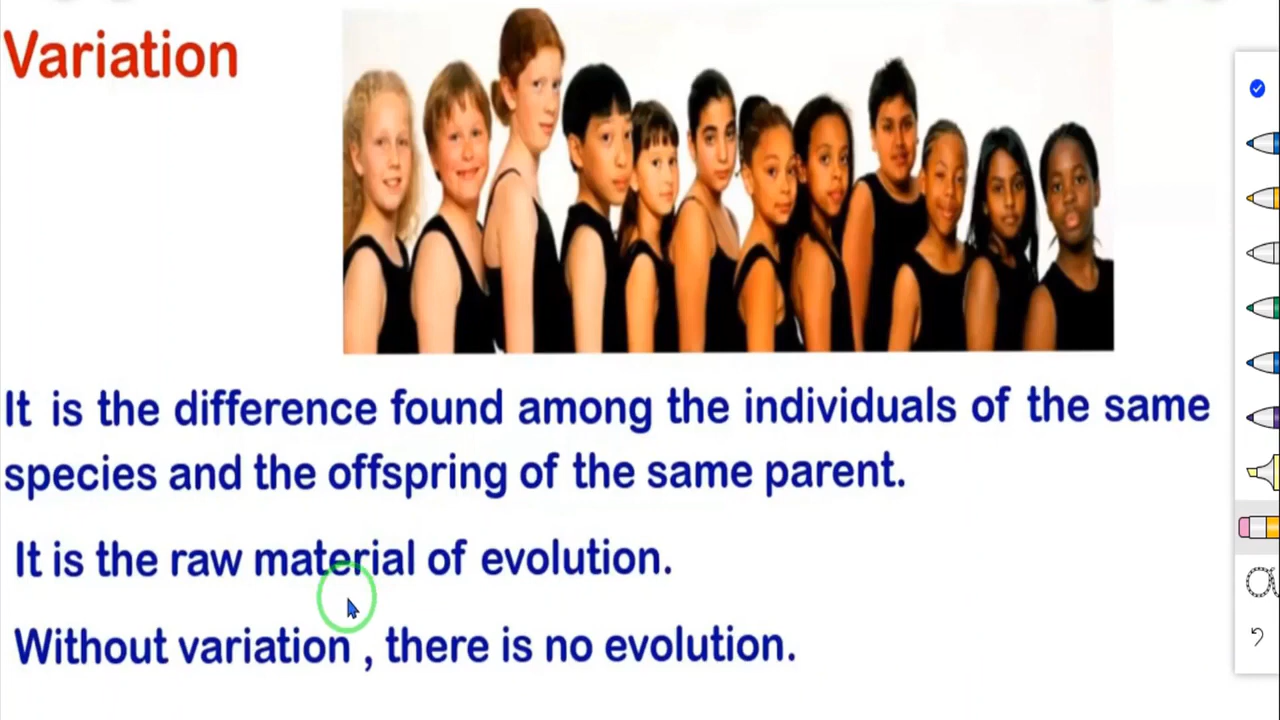 Variation
It is the difference found among the individuals of the same
species and the offspring of the same parent.
It is the raw material of evolution.
Without variation , there is no evolution.